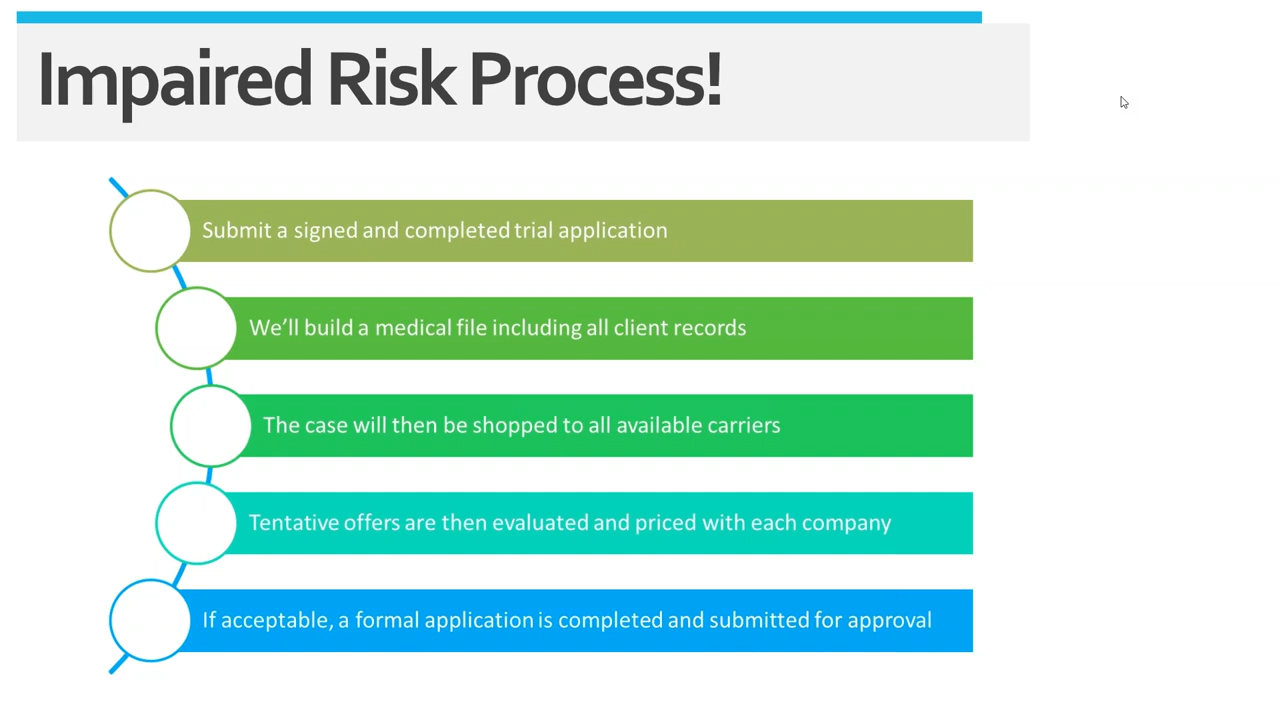 Impaired Risk Process!
Submit a signed and completed trial application
We’ll build a medical file including all client records
The case will then be shopped to all available carriers
Tentative offers are then evaluated and priced with each company
If acceptable, a formal application is completed and submitted for approval